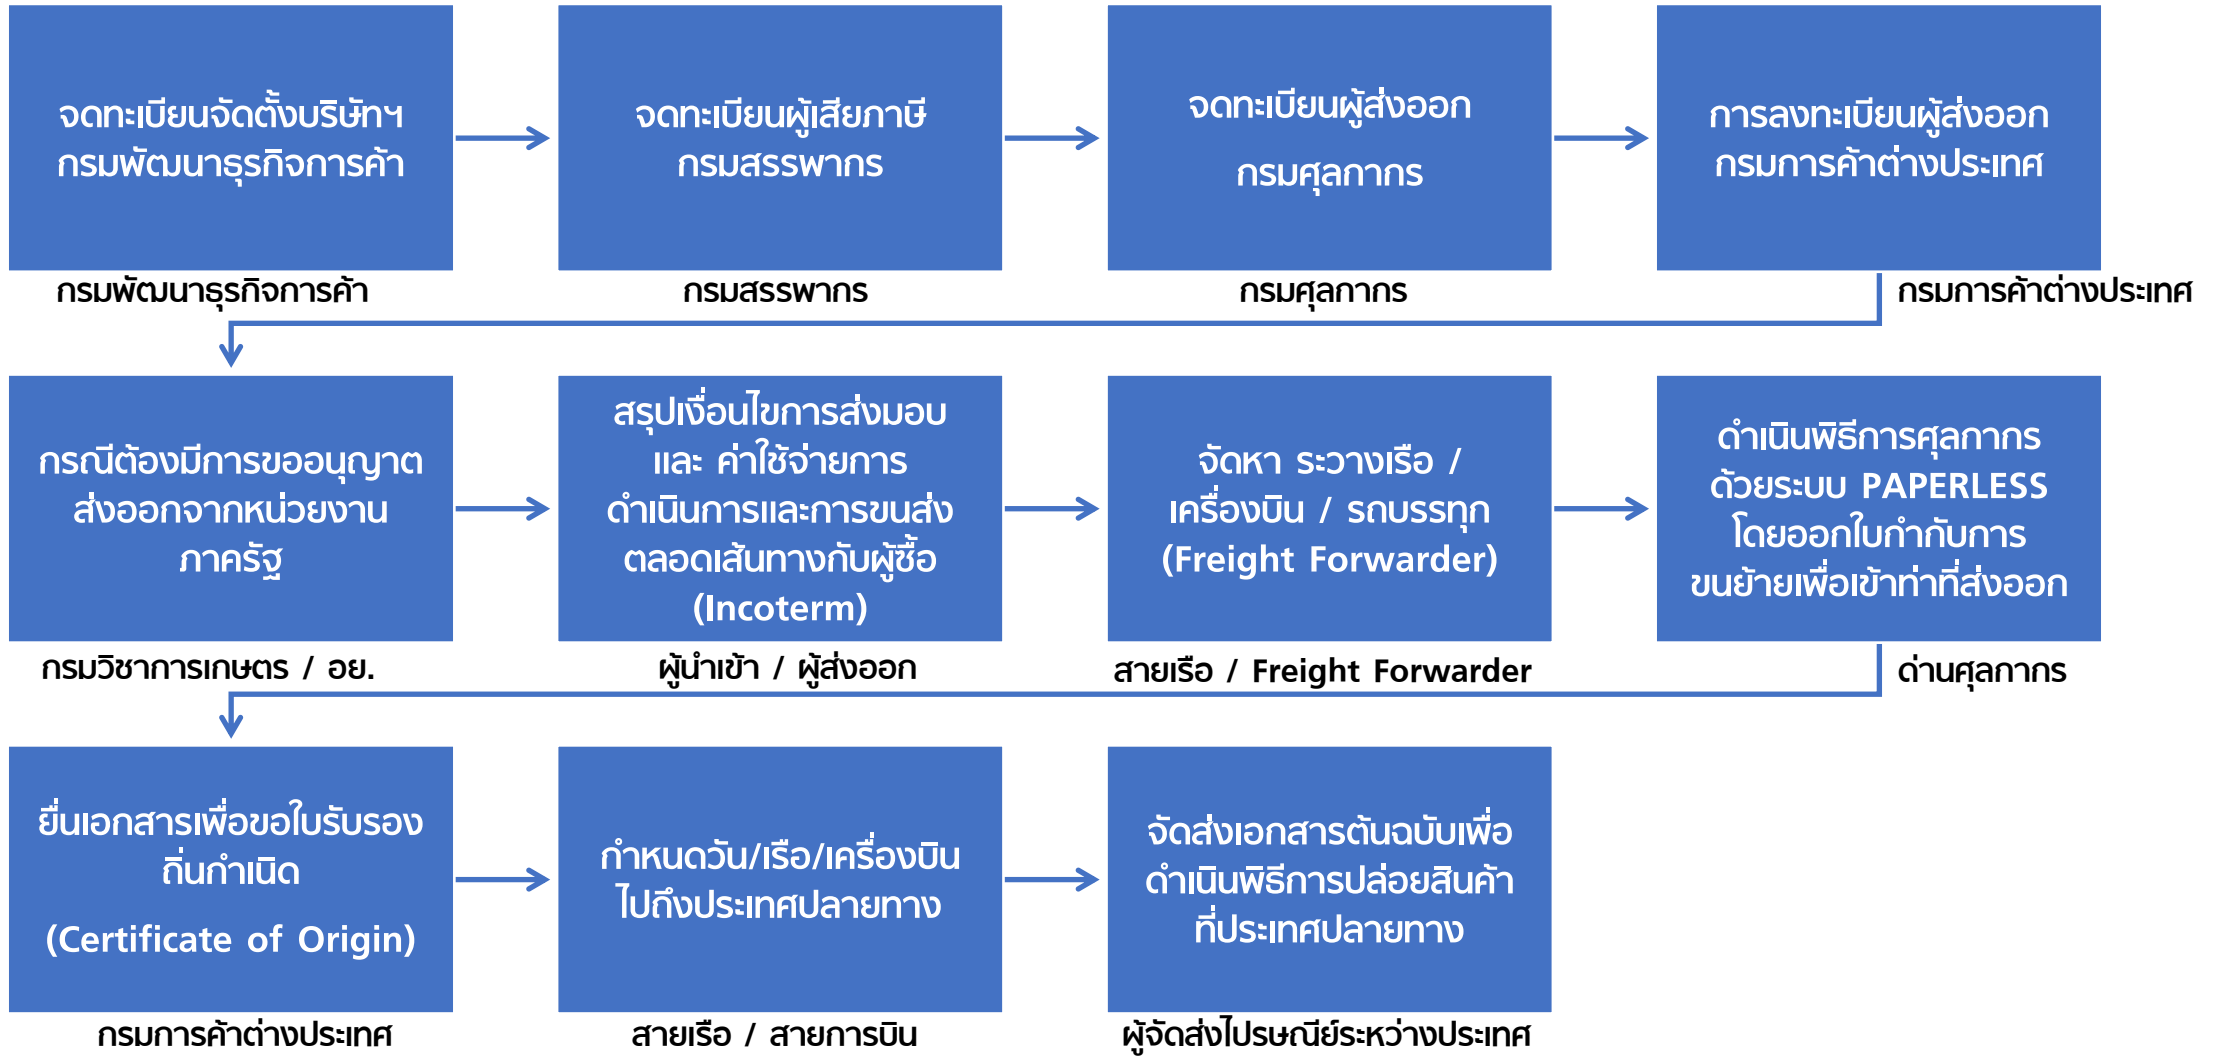 จดทะเบียนจัดตั้งบริษัทฯ
กรมพัฒนาธุรกิจการค้า
กรมพัฒนาธุรกิจการค้า
จดทะเบียนผู้เสียภาษี
กรมสรรพากร
กรมสรรพากร
จดทะเบียนผู้ส่งออก
กรมศุลกากร
กรมศุลกากร
การลงทะเบียนผู้ส่งออก
กรมการค้าต่างประเทศ
กรมการค้าต่างประเทศ
กรณีต้องมีการขออนุญาต
ส่งออกจากหน่วยงาน
ภาครัฐ
กรมวิชาการเกษตร / อย.
สรุปเงื่อนไขการส่งมอบ
และ ค่าใช้จ่ายการ
ดำเนินการและการขนส่ง
ตลอดเส้นทางกับผู้ซื้อ
(Incoterm)
ผู้นำเข้า / ผู้ส่งออก
จัดหา ระวางเรือ /
เครื่องบิน / รถบรรทุก
(Freight Forwarder)
สายเรือ / Freight Forwarder
ดำเนินพิธีการศุลกากร
ด้วยระบบ PAPERLESS
โดยออกใบกำกับการ
ขนย้ายเพื่อเข้าท่าที่ส่งออก
ด่านศุลกากร
ยื่นเอกสารเพื่อขอใบรับรอง
ถิ่นกำเนิด
(Certificate of Origin)
กรมการค้าต่างประเทศ
กำหนดวัน/เรือ/เครื่องบิน
ไปถึงประเทศปลายทาง
สายเรือ / สายการบิน
จัดส่งเอกสารต้นฉบับเพื่อ
ดำเนินพิธีการปล่อยสินค้า
ที่ประเทศปลายทาง
ผู้จัดส่งไปรษณีย์ระหว่างประเทศ